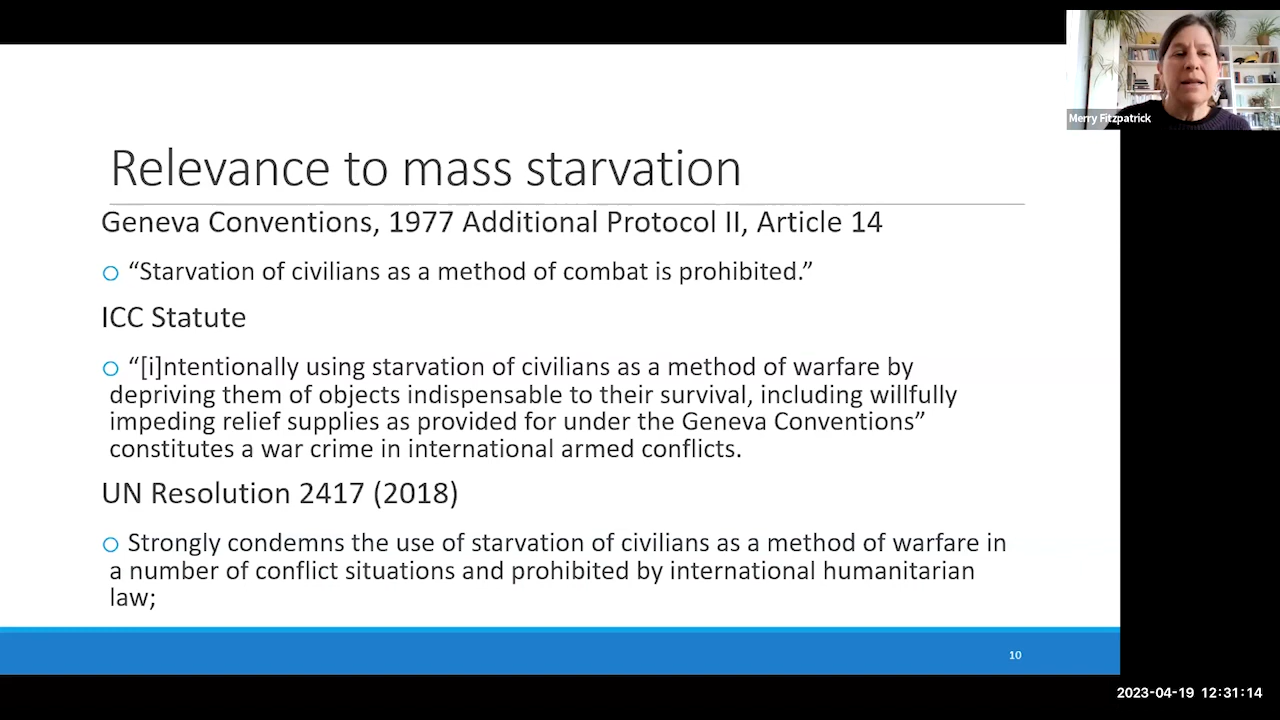 Merry Fitzpatrick
Relevance to mass starvation
Geneva Conventions, 1977 Additional Protocol II, Article 14
“Starvation of civilians as a method of combat is prohibited.”
ICC Statute
“[i]ntentionally using starvation of civilians as a method of warfare by
depriving them of objects indispensable to their survival, including willfully
impeding relief supplies as provided for under the Geneva Conventions”
constitutes a war crime in international armed conflicts.
UN Resolution 2417 (2018)
Strongly condemns the use of starvation of civilians as a method of warfare in
a number of conflict situations and prohibited by international humanitarian
law;
10
2023-04-19 12:31:14